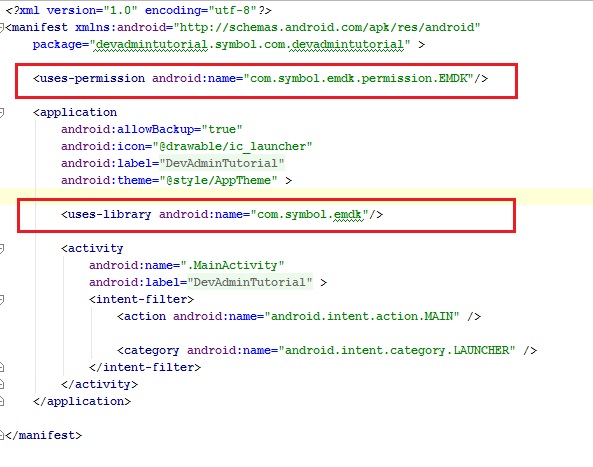 <?xml version="1.0" encoding="utf-8"?>
<manifest xmlns:android="http://schemas.android.com/apk/res/android"
package="devadmintutorial.symbol.com.devadmintutorial" >
<uses-permission android:name="com.symbol.emdk.permission.EMDK"/>
<application
android:allowBackup="true"
android:icon="@drawable/ic_launcher"
android:label="DevAdminTutorial"
android:theme="@style/AppTheme" >
<uses-library android:name="com.symbol.emdk"/>
<activity
android:name=".MainActivity"
android:label="DevAdminTutorial" >
<intent-filter>
<action android:name="android.intent.action.MAIN" />
<category android:name="android.intent.category.LAUNCHER" />
</intent-filter>
</activity>
</application>
</manifest>